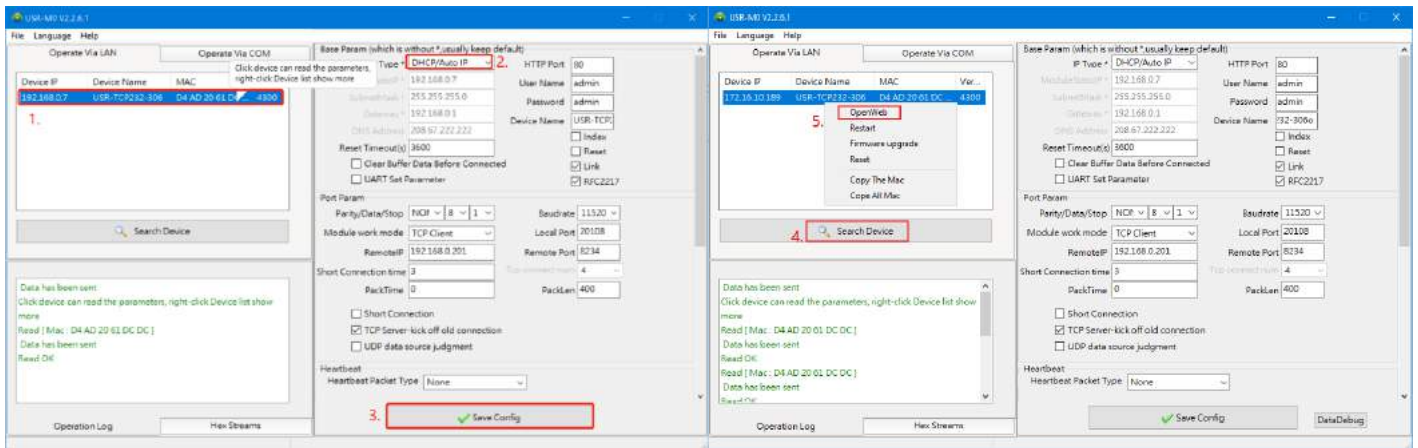 USR-M0 V2.2.6.1
File Language Help
Operate Via LAN Operate Via COM
Click device can read the parameters, right-click Device list show more
Device IP Device Name MAC
192.168.0.7 USR-TCP232-306 D4 AD 20 61 4300
1.
Search Device
Data has been sent
Click device can read the parameters, right-click Device list show
more
Read [ Mac : D4 AD 20 61 DC DC ]
Data has been sent
Read OK
Operation Log Hex Streams
Base Param (which is without *,usually keep default)
Type * DHCP/Auto IP 2. HTTP Port 80
192.168.0.7 User Name admin
SubnetMask * 255.255.255.0 Password admin
Gateway * 192.168.0.1 Device Name USR-TCP
DNS Address 208.67.222.222 Index
Reset Timeout(s) 3600 Reset
Clear Buffer Data Before Connected Link
UART Set Parameter RFC2217
Port Param
Parity/Data/Stop 8 1 Baudrate 11520
Module work mode TCP Client Local Port 20108
RemoteIP 192.168.0.201 Remote Port 8234
Short Connection time 3 4
PackTime 0 PackLen 400
Short Connection
TCP Server-kick off old connection
UDP data source judgment
Heartbeat
Heartbeat Packet Type None
3. Save Config
USR-M0 V2.2.6.1
File Language Help
Operate Via LAN Operate Via COM
Device IP Device Name MAC Ver...
172.16.10.189 USR-TCP232-306 D4 AD 20 61 DC ... 4300
5. OpenWeb
Restart
Firmware upgrade
Reset
Copy The Mac
Cope All Mac
4. Search Device
Data has been sent
Click device can read the parameters, right-click Device list show
more
Read [ Mac : D4 AD 20 61 DC DC ]
Data has been sent
Read OK
Read [ Mac : D4 AD 20 61 DC DC ]
Data has been sent
Read OK
Operation Log Hex Streams
Base Param (which is without *,usually keep default)
IP Type * DHCP/Auto IP HTTP Port 80
192.168.0.7 User Name admin
SubnetMask * 255.255.255.0 Password admin
Gateway * 192.168.0.1 Device Name 232-306
DNS Address 208.67.222.222 Index
Reset Timeout(s) 3600 Reset
Clear Buffer Data Before Connected Link
UART Set Parameter RFC2217
Port Param
Parity/Data/Stop 8 1 Baudrate 11520
Module work mode TCP Client Local Port 20108
RemoteIP 192.168.0.201 Remote Port 8234
Short Connection time 3 4
PackTime 0 PackLen 400
Short Connection
TCP Server-kick off old connection
UDP data source judgment
Heartbeat
Heartbeat Packet Type None
Save Config DataDebug